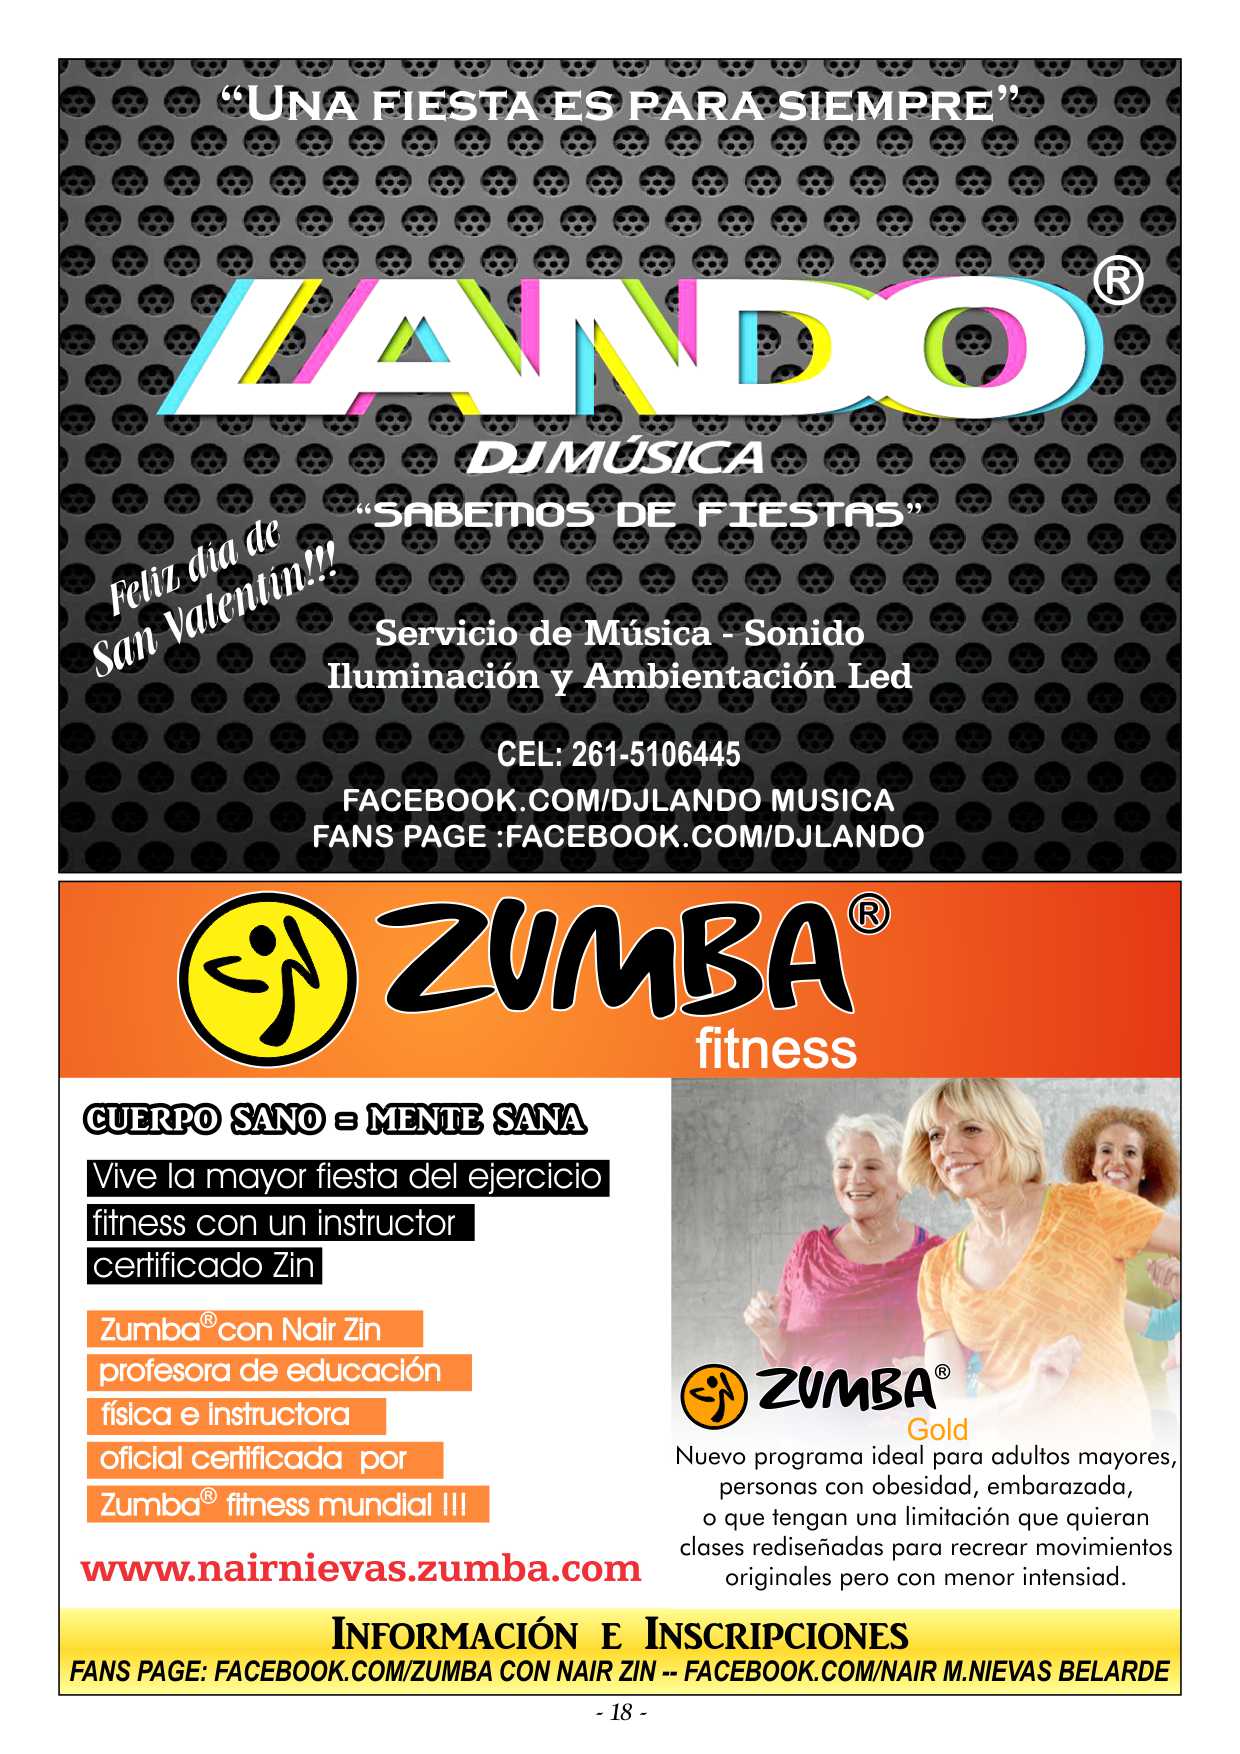 “UNA FIESTA ES PARA SIEMPRE”
LANDO®
DJ MÚSICA
“SABEMOS DE FIESTAS”
Feliz día de
San Valentín!!!
Servicio de Música - Sonido
Iluminación y Ambientación Led
CEL: 261-5106445
FACEBOOK.COM/DJLANDO MUSICA
FANS PAGE :FACEBOOK.COM/DJLANDO
ZUMBA®
fitness
CUERPO SANO = MENTE SANA
Vive la mayor fiesta del ejercicio
fitness con un instructor
certificado Zin
Zumba® con Nair Zin
profesora de educación
física e instructora
oficial certificada por
Zumba® fitness mundial !!!
www.nairnievas.zumba.com
ZUMBA®
Gold
Nuevo programa ideal para adultos mayores,
personas con obesidad, embarazada,
o que tengan una limitación que quieran
clases rediseñadas para recrear movimientos
originales pero con menor intensiad.
INFORMACIÓN E INSCRIPCIONES
FANS PAGE: FACEBOOK.COM/ZUMBA CON NAIR ZIN -- FACEBOOK.COM/NAIR M.NIEVAS BELARDE
- 18 -